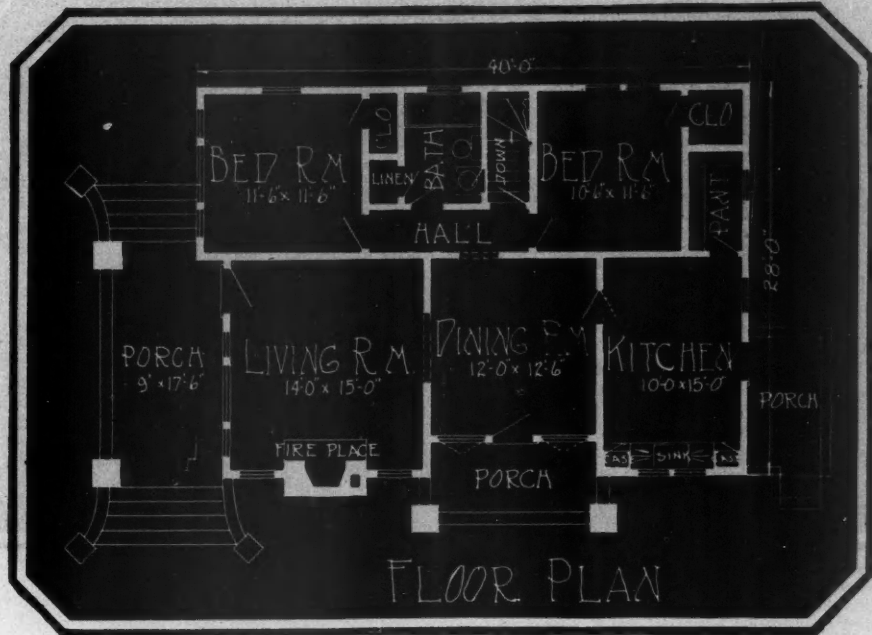 40'-0"
BED RM
11'-6" x 11'-6"
CLO
LINEN
BATH
DOWN
BED RM
10'-6" x 11'-6"
CLO
PANT
HALL
28'-0"
PORCH
9' x 17'-6"
LIVING RM
14'-0" x 15'-0"
DINING RM
12'-0" x 12'-6"
KITCHEN
10-0 x 15'-0"
PORCH
FIRE PLACE
PORCH
SINK
FLOOR PLAN